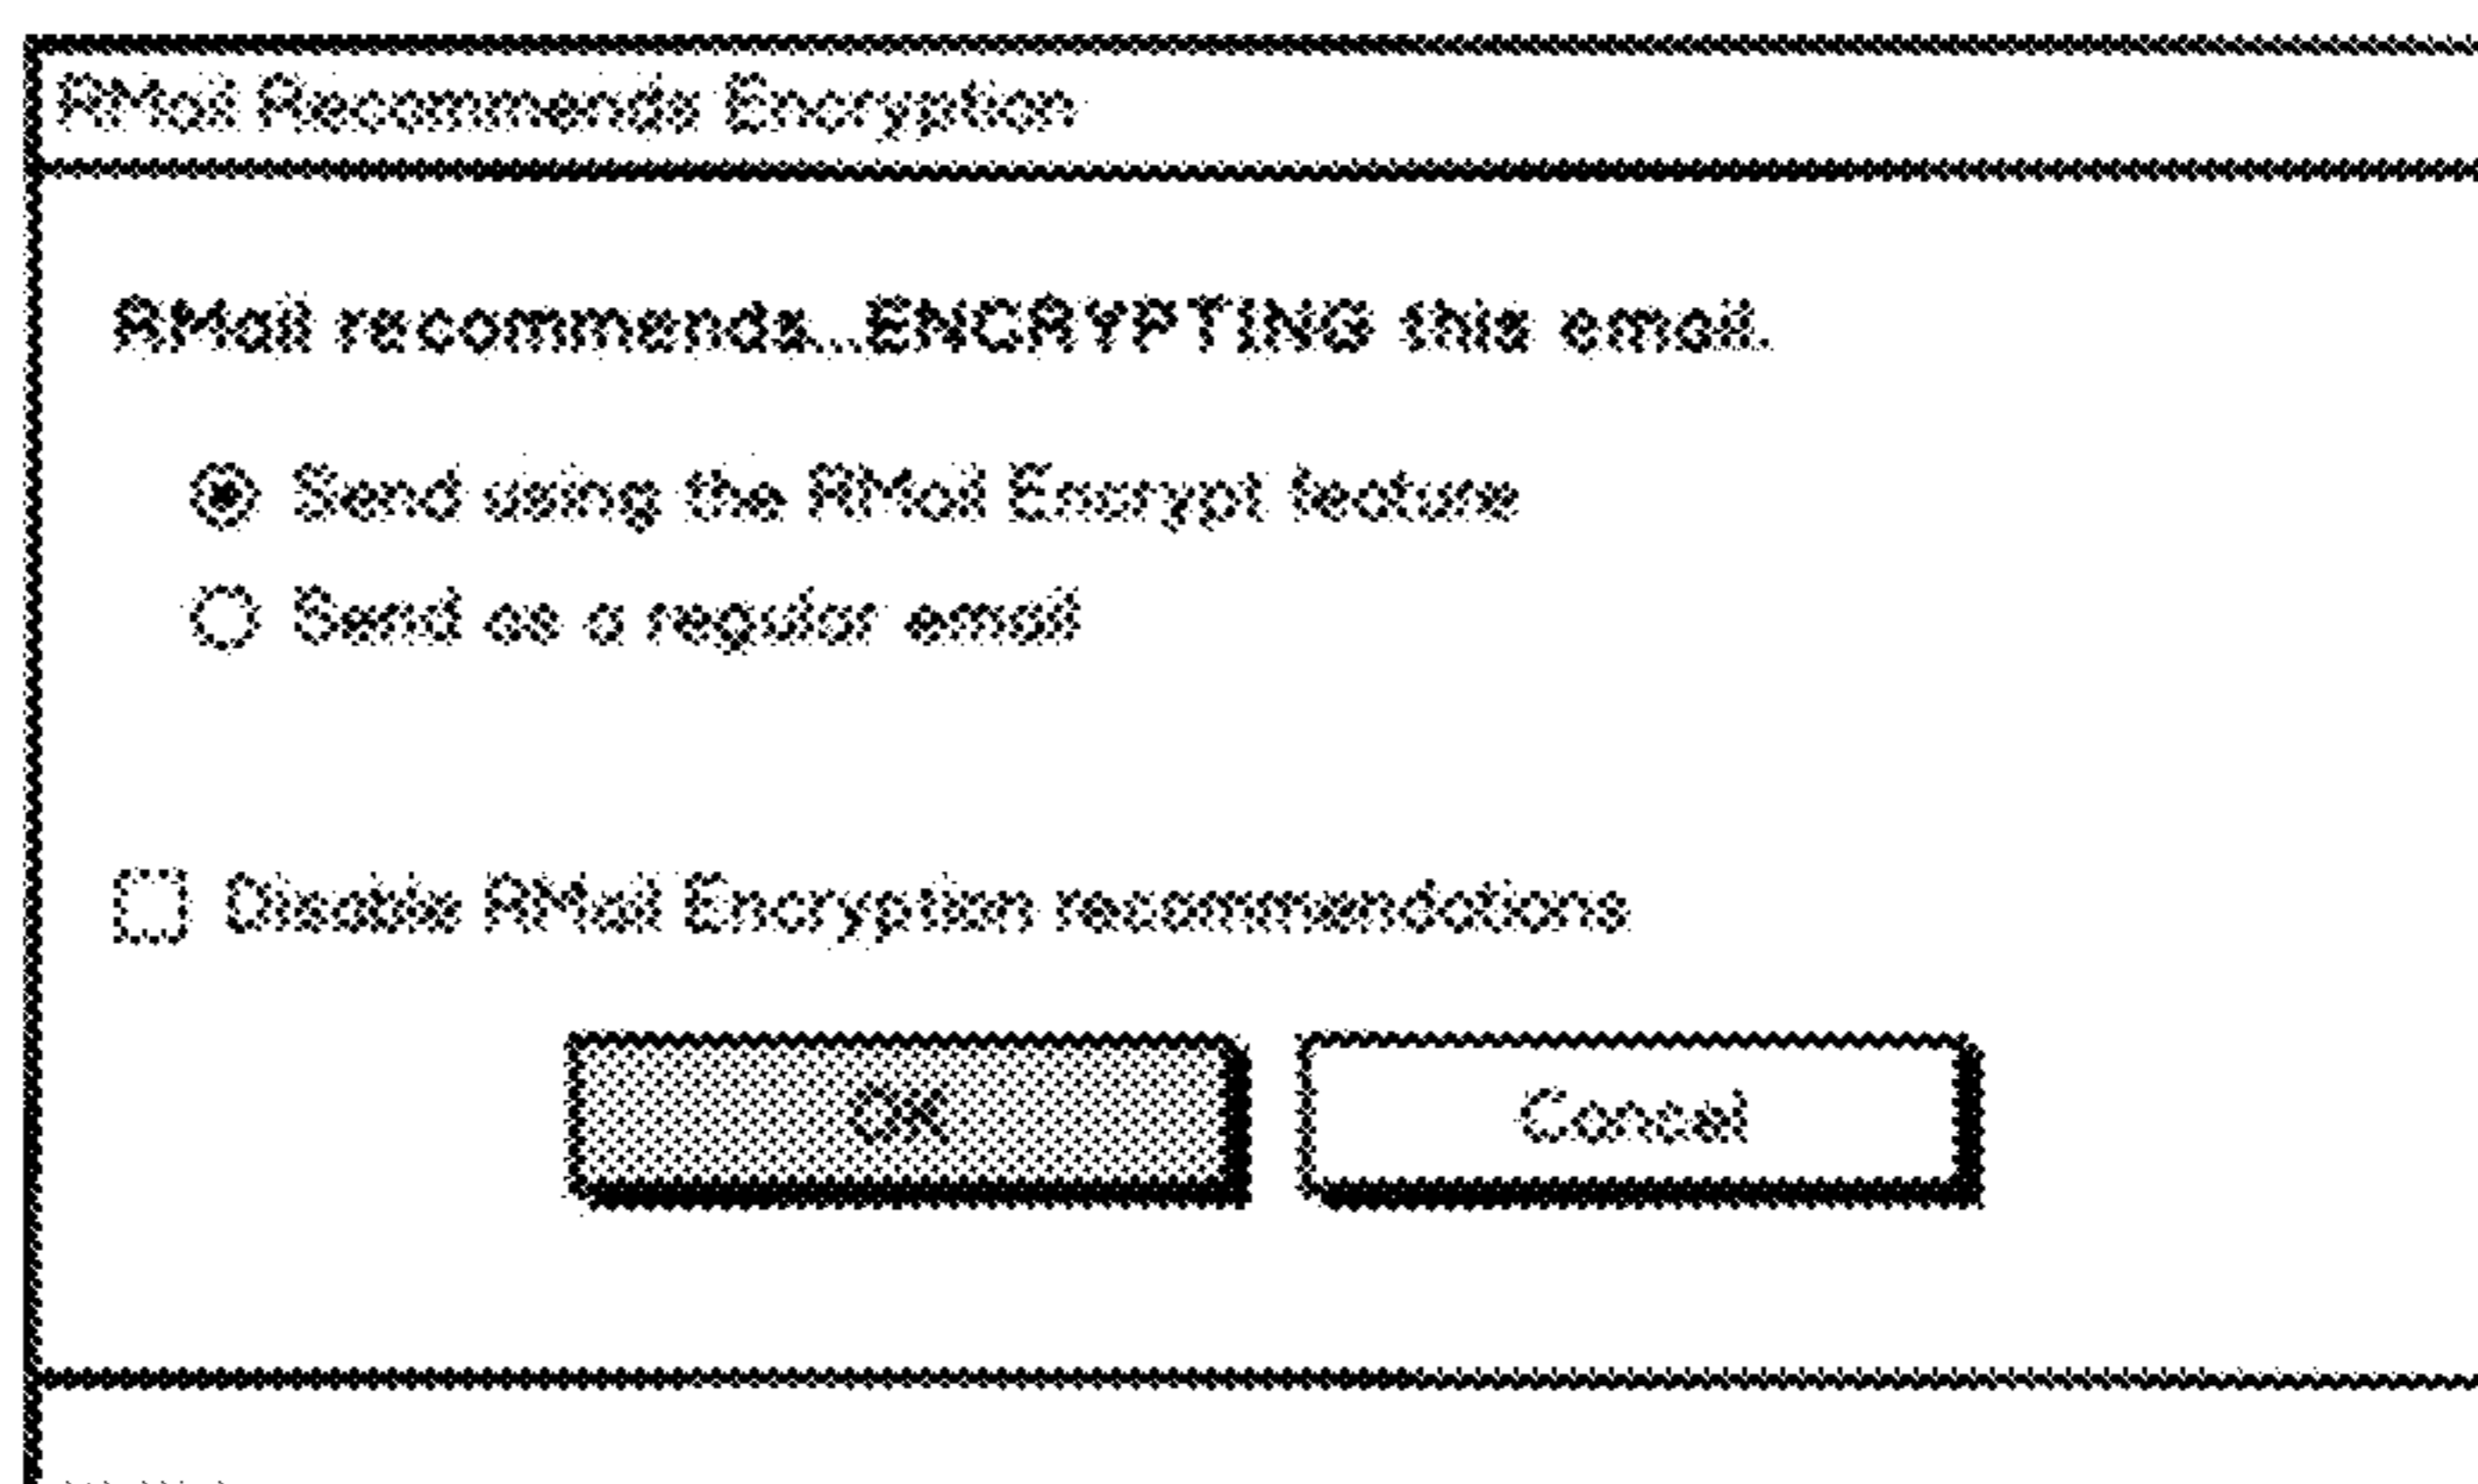 RMail Recommends Encryption
RMail recommends...ENCRYPTING this email.
Send using the RMail Encrypt feature
Send as a regular email
Disable RMail Encryption recommendations
OK
Cancel